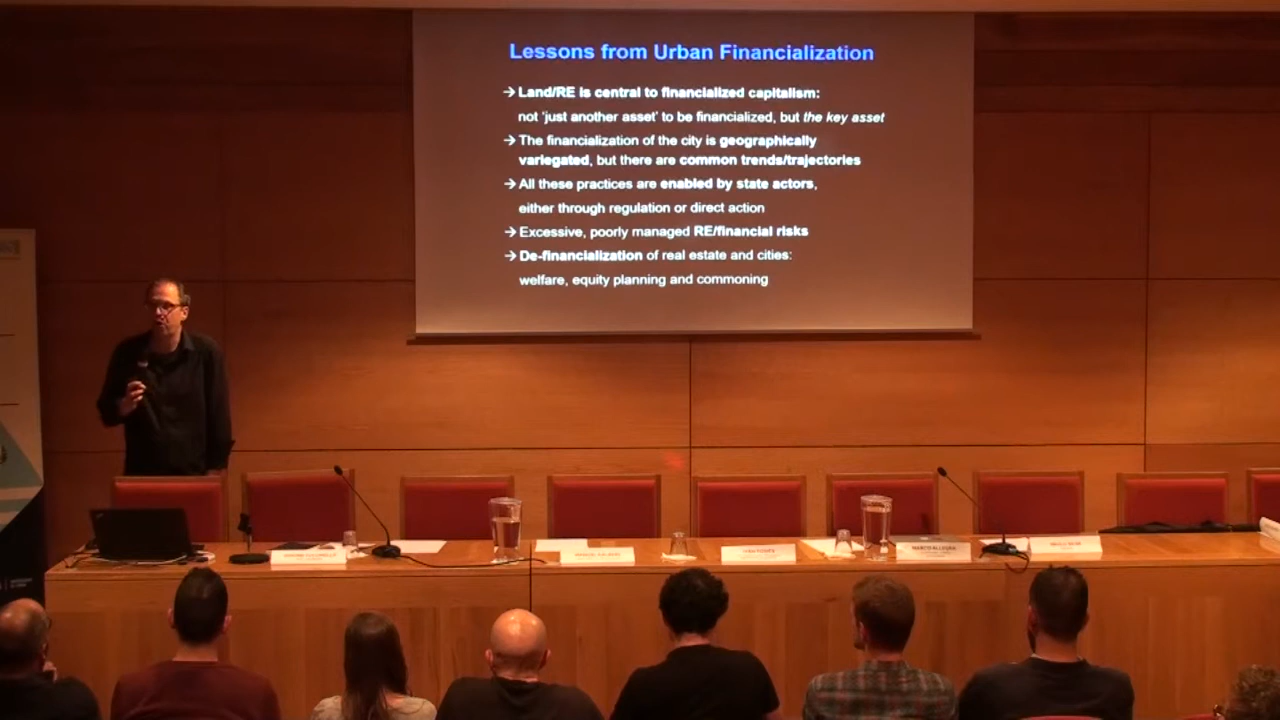 Lessons from Urban Financialization
→ Land/RE is central to financialized capitalism:
not 'just another asset' to be financialized, but the key asset
→ The financialization of the city is geographically
variegated, but there are common trends/trajectories
→ All these practices are enabled by state actors,
either through regulation or direct action
→ Excessive, poorly managed RE/financial risks
→ De-financialization of real estate and cities:
welfare, equity planning and commoning
MARCO ALLEGRA